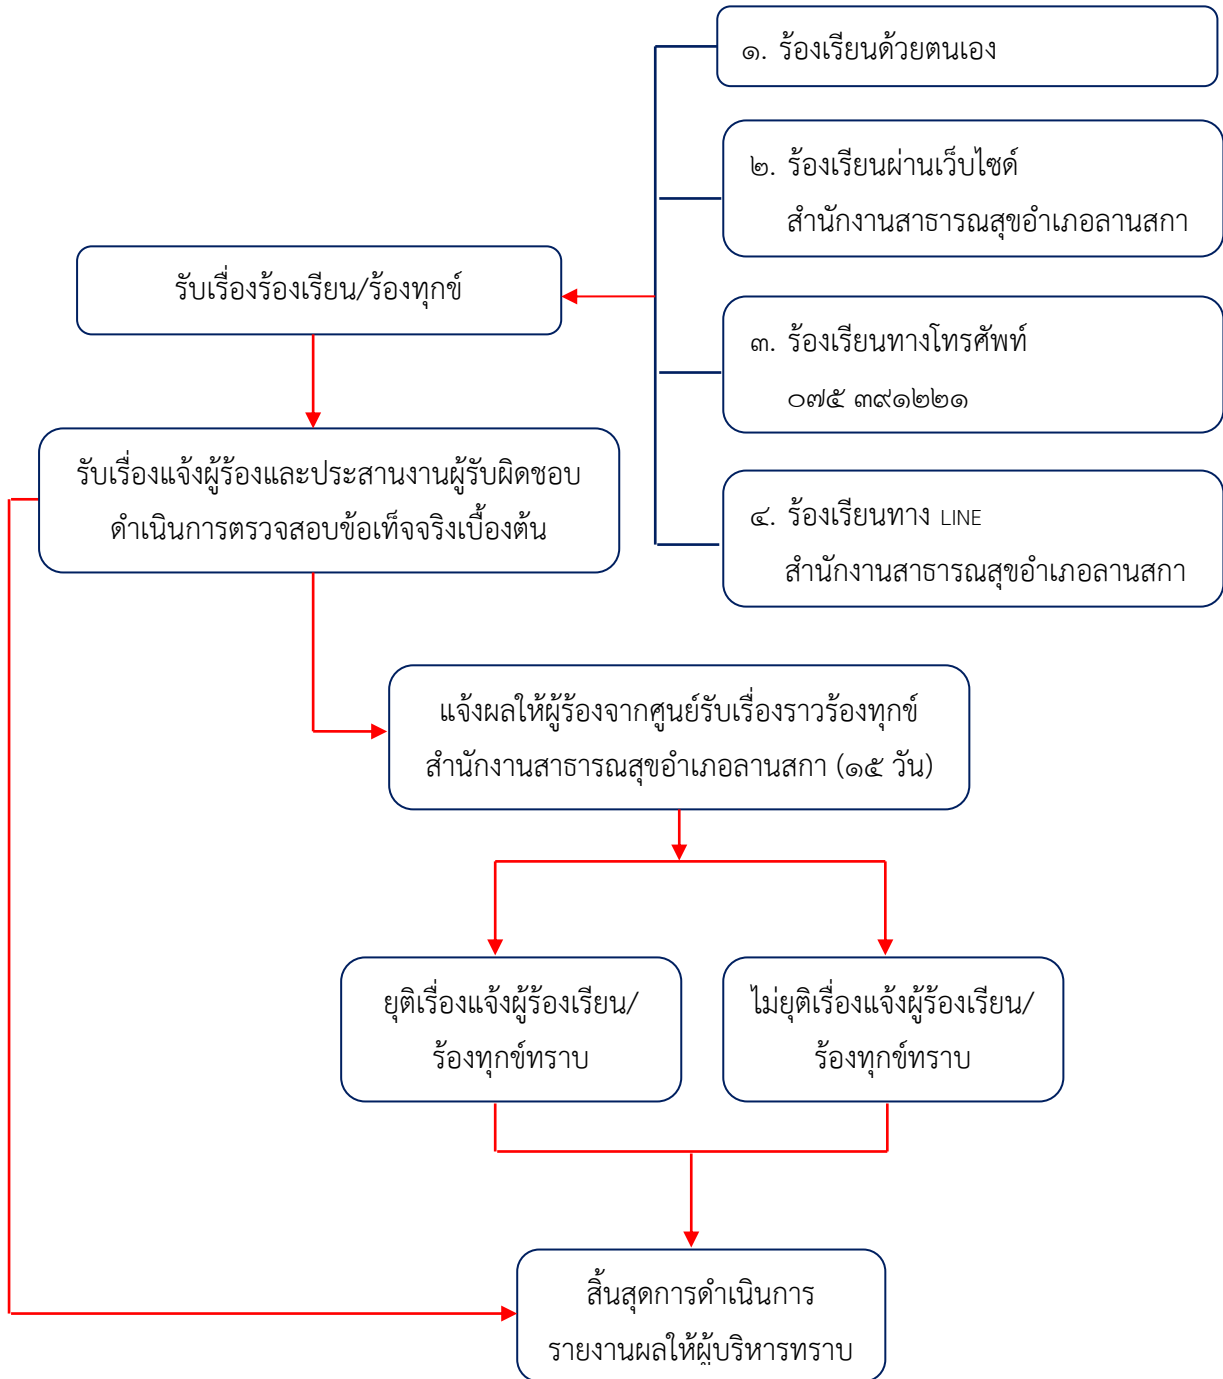 ๑. ร้องเรียนด้วยตนเอง
๒. ร้องเรียนผ่านเว็บไซด์
สำนักงานสาธารณสุขอำเภอลานสกา
รับเรื่องร้องเรียน/ร้องทุกข์
๓. ร้องเรียนทางโทรศัพท์
๐๗๕ ๓๙๑๒๒๑
รับเรื่องแจ้งผู้ร้องและประสานงานผู้รับผิดชอบ
ดำเนินการตรวจสอบข้อเท็จจริงเบื้องต้น
๔. ร้องเรียนทาง LINE
สำนักงานสาธารณสุขอำเภอลานสกา
แจ้งผลให้ผู้ร้องจากศูนย์รับเรื่องราวร้องทุกข์
สำนักงานสาธารณสุขอำเภอลานสกา (๑๕ วัน)
ยุติเรื่องแจ้งผู้ร้องเรียน/
ร้องทุกข์ทราบ
ไม่ยุติเรื่องแจ้งผู้ร้องเรียน/
ร้องทุกข์ทราบ
สิ้นสุดการดำเนินการ
รายงานผลให้ผู้บริหารทราบ